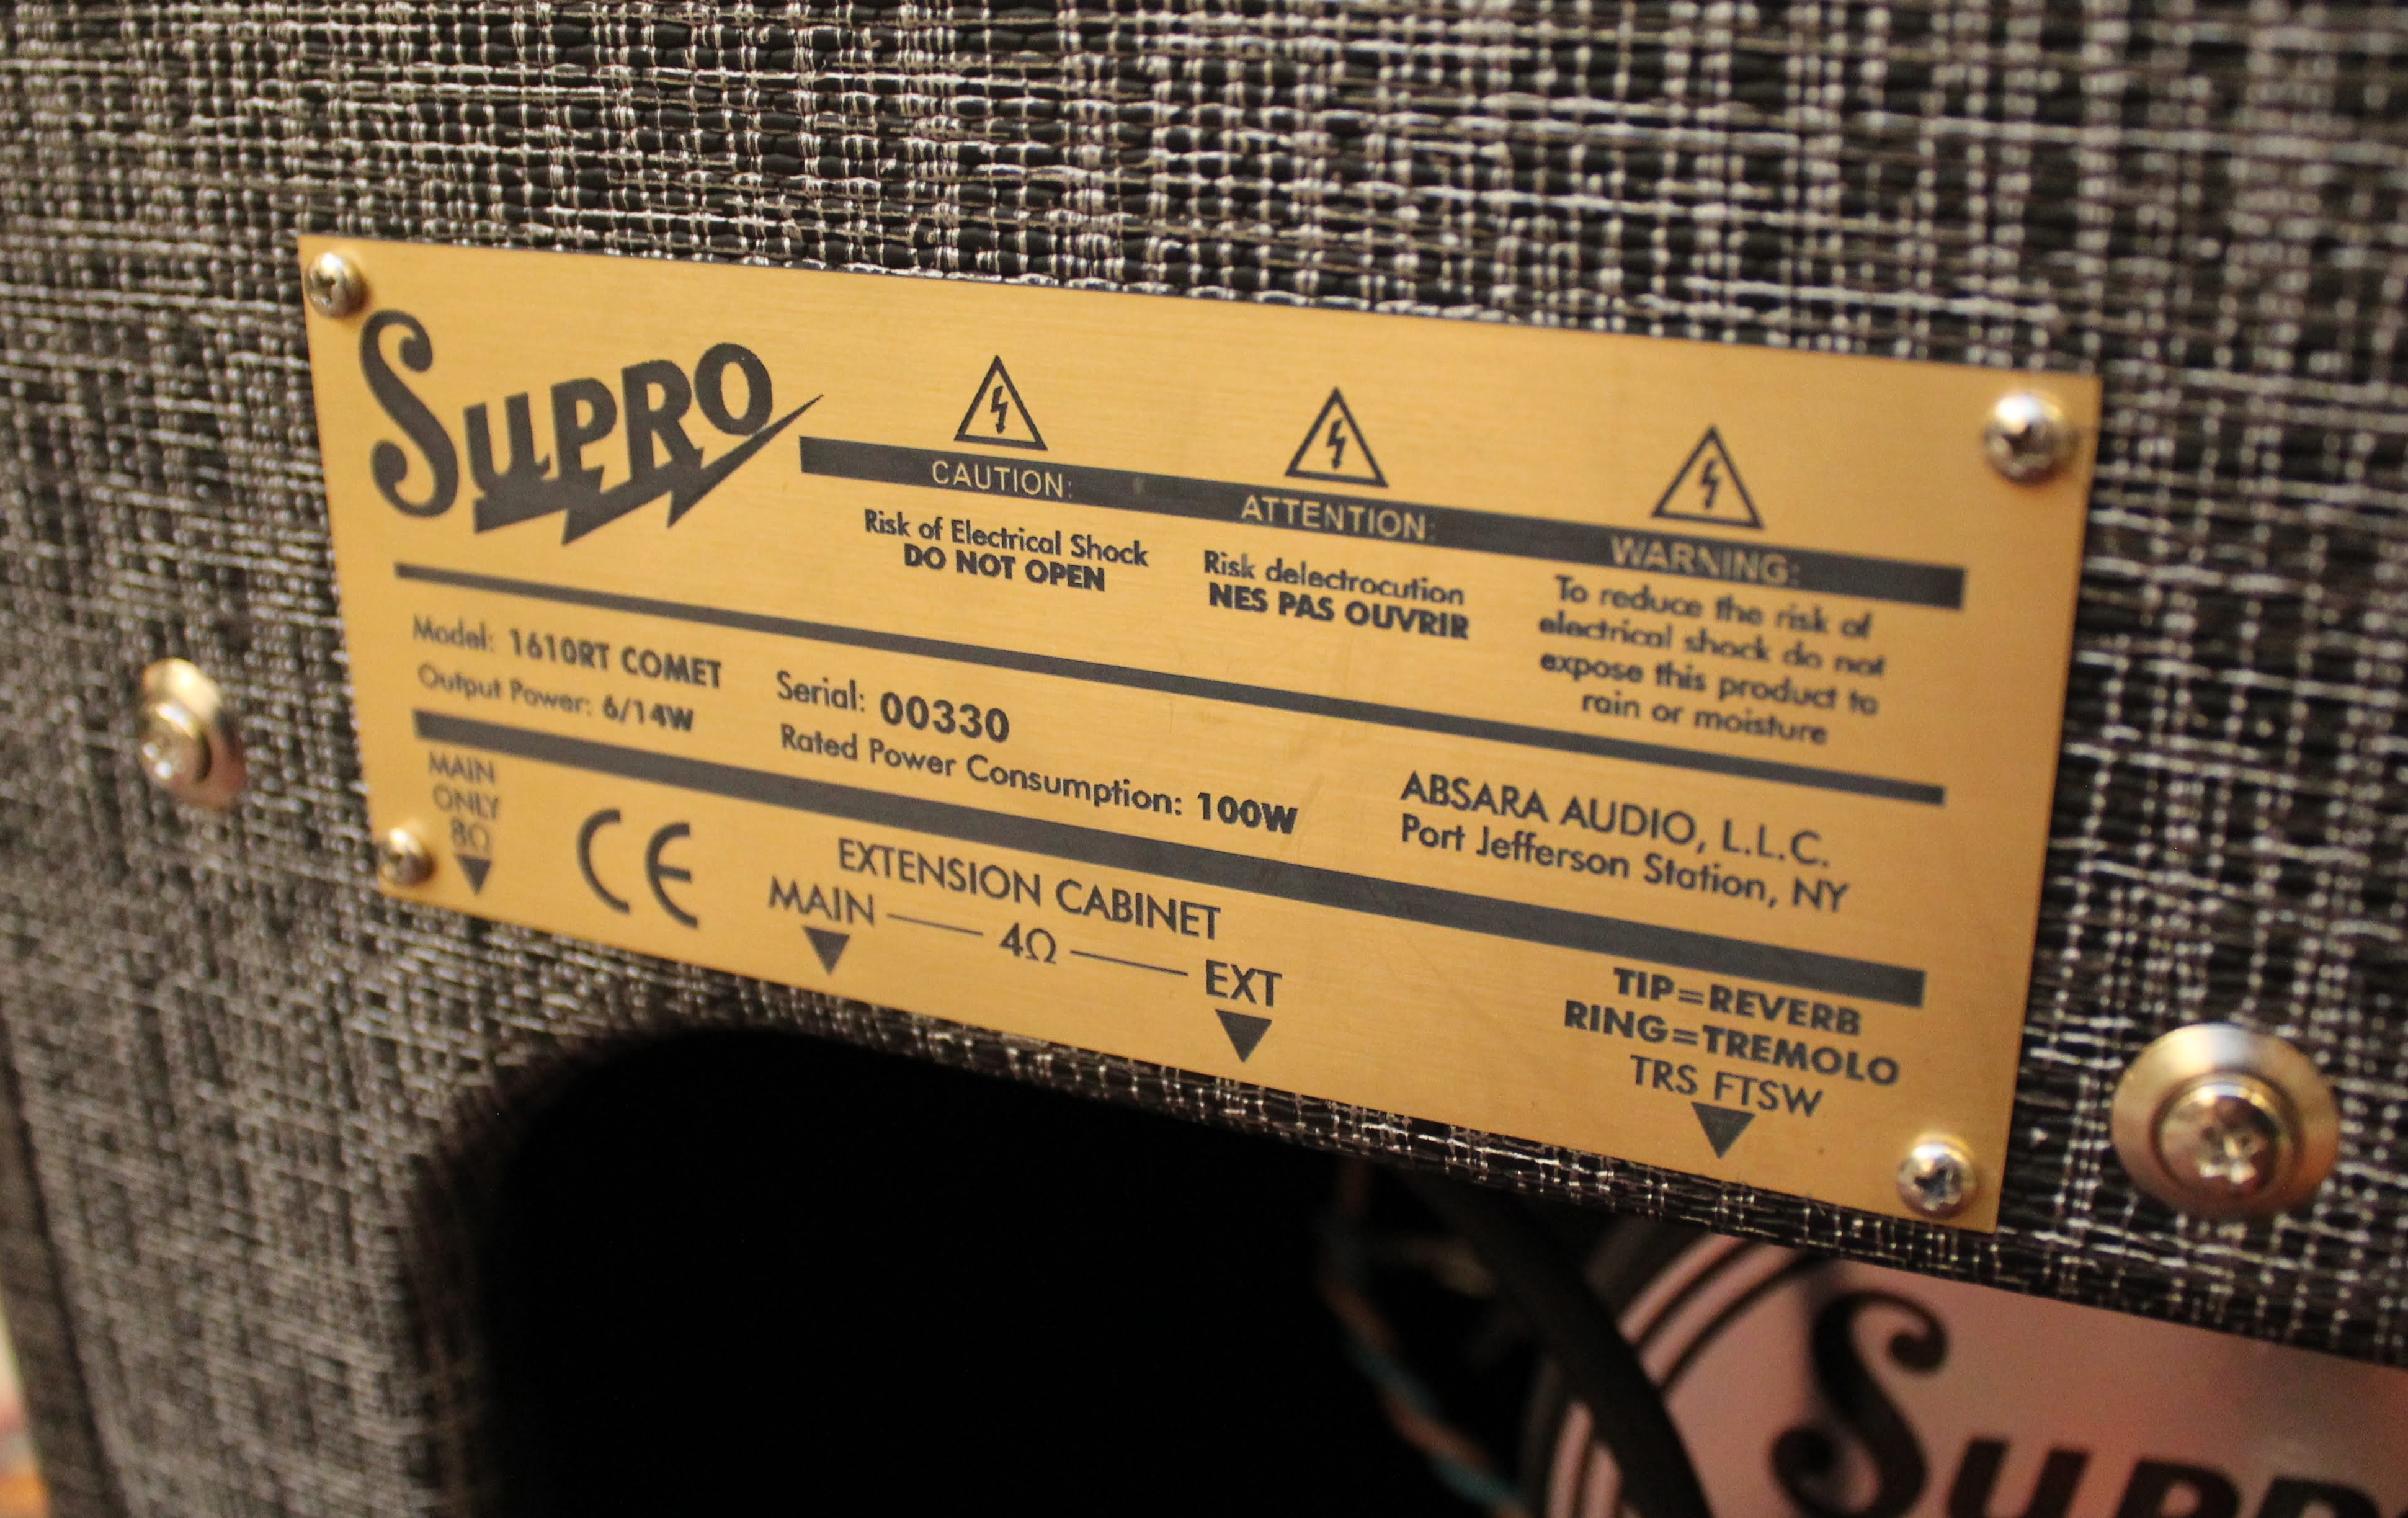 SUPRO
CAUTION:
Risk of Electrical Shock
DO NOT OPEN
ATTENTION:
Risk delectrocution
NES PAS OUVRIR
WARNING:
To reduce the risk of
electrical shock do not
expose this product to
rain or moisture
Model: 1610RT COMET
Output Power: 6/14W
Serial: 00330
Rated Power Consumption: 100W
ABSARA AUDIO, L.L.C.
Port Jefferson Station, NY
MAIN
ONLY
8Ω
CE
EXTENSION CABINET
MAIN — 4Ω — EXT
TIP=REVERB
RING=TREMOLO
TRS FTSW
SUPR